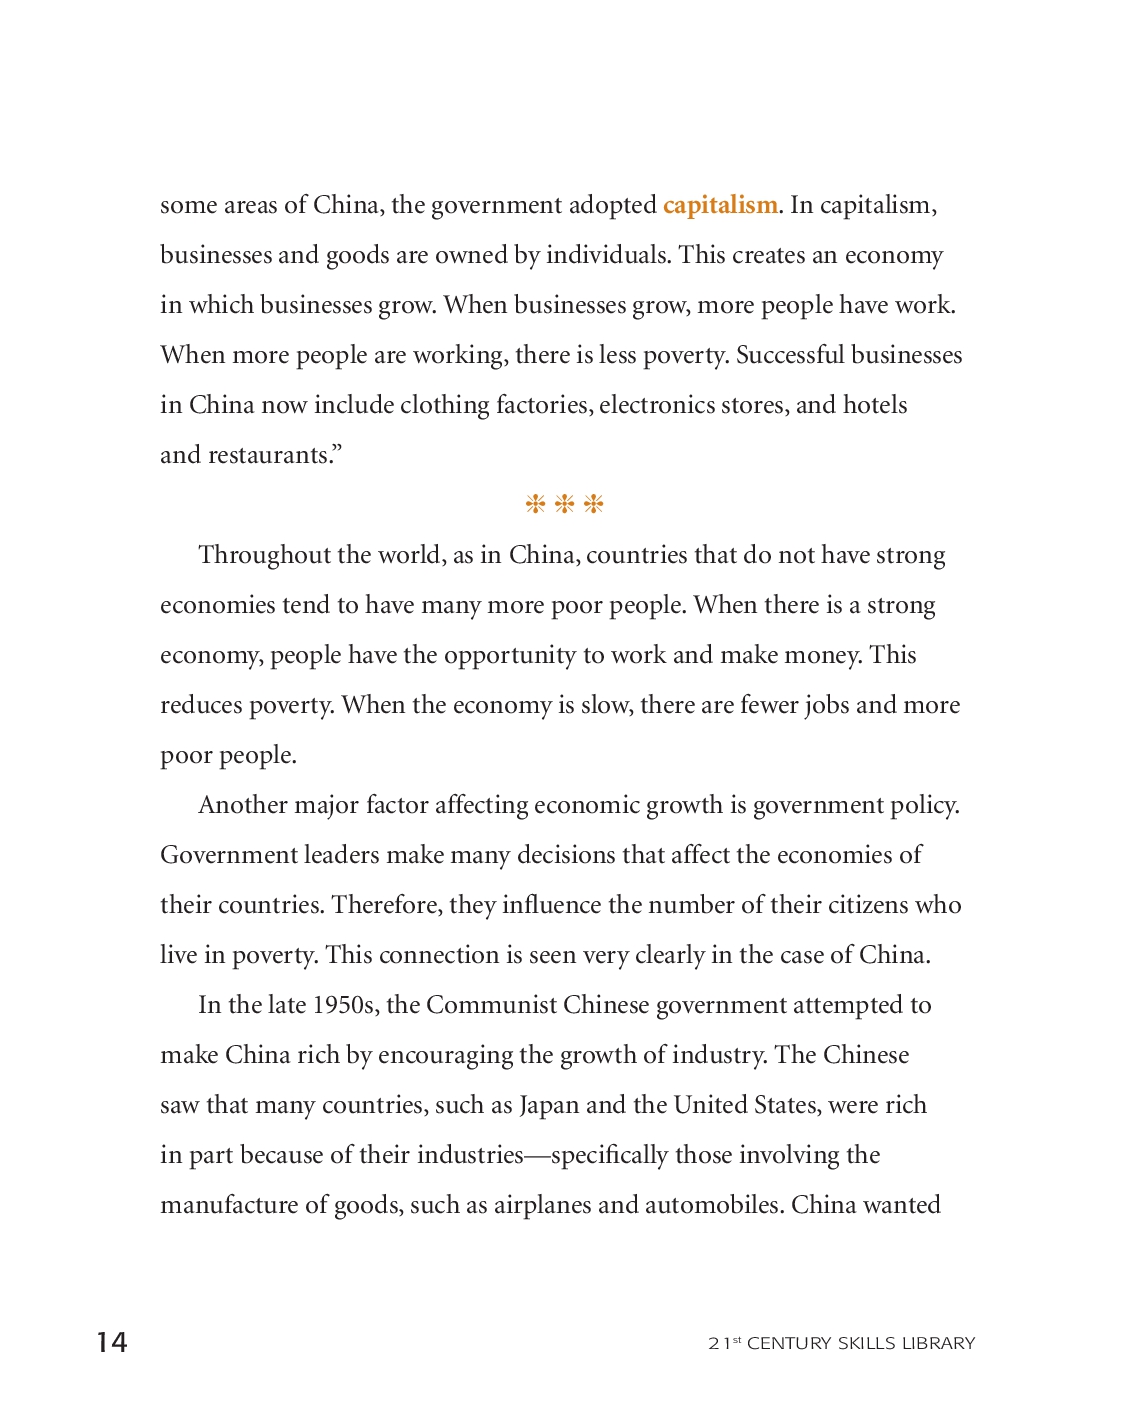 some areas of China, the government adopted capitalism. In capitalism,
businesses and goods are owned by individuals. This creates an economy
in which businesses grow. When businesses grow, more people have work.
When more people are working, there is less poverty. Successful businesses
in China now include clothing factories, electronics stores, and hotels
and restaurants.”
❉ ❉ ❉
Throughout the world, as in China, countries that do not have strong
economies tend to have many more poor people. When there is a strong
economy, people have the opportunity to work and make money. This
reduces poverty. When the economy is slow, there are fewer jobs and more
poor people.
Another major factor affecting economic growth is government policy.
Government leaders make many decisions that affect the economies of
their countries. Therefore, they influence the number of their citizens who
live in poverty. This connection is seen very clearly in the case of China.
In the late 1950s, the Communist Chinese government attempted to
make China rich by encouraging the growth of industry. The Chinese
saw that many countries, such as Japan and the United States, were rich
in part because of their industries—specifically those involving the
manufacture of goods, such as airplanes and automobiles. China wanted
14
21st CENTURY SKILLS LIBRARY